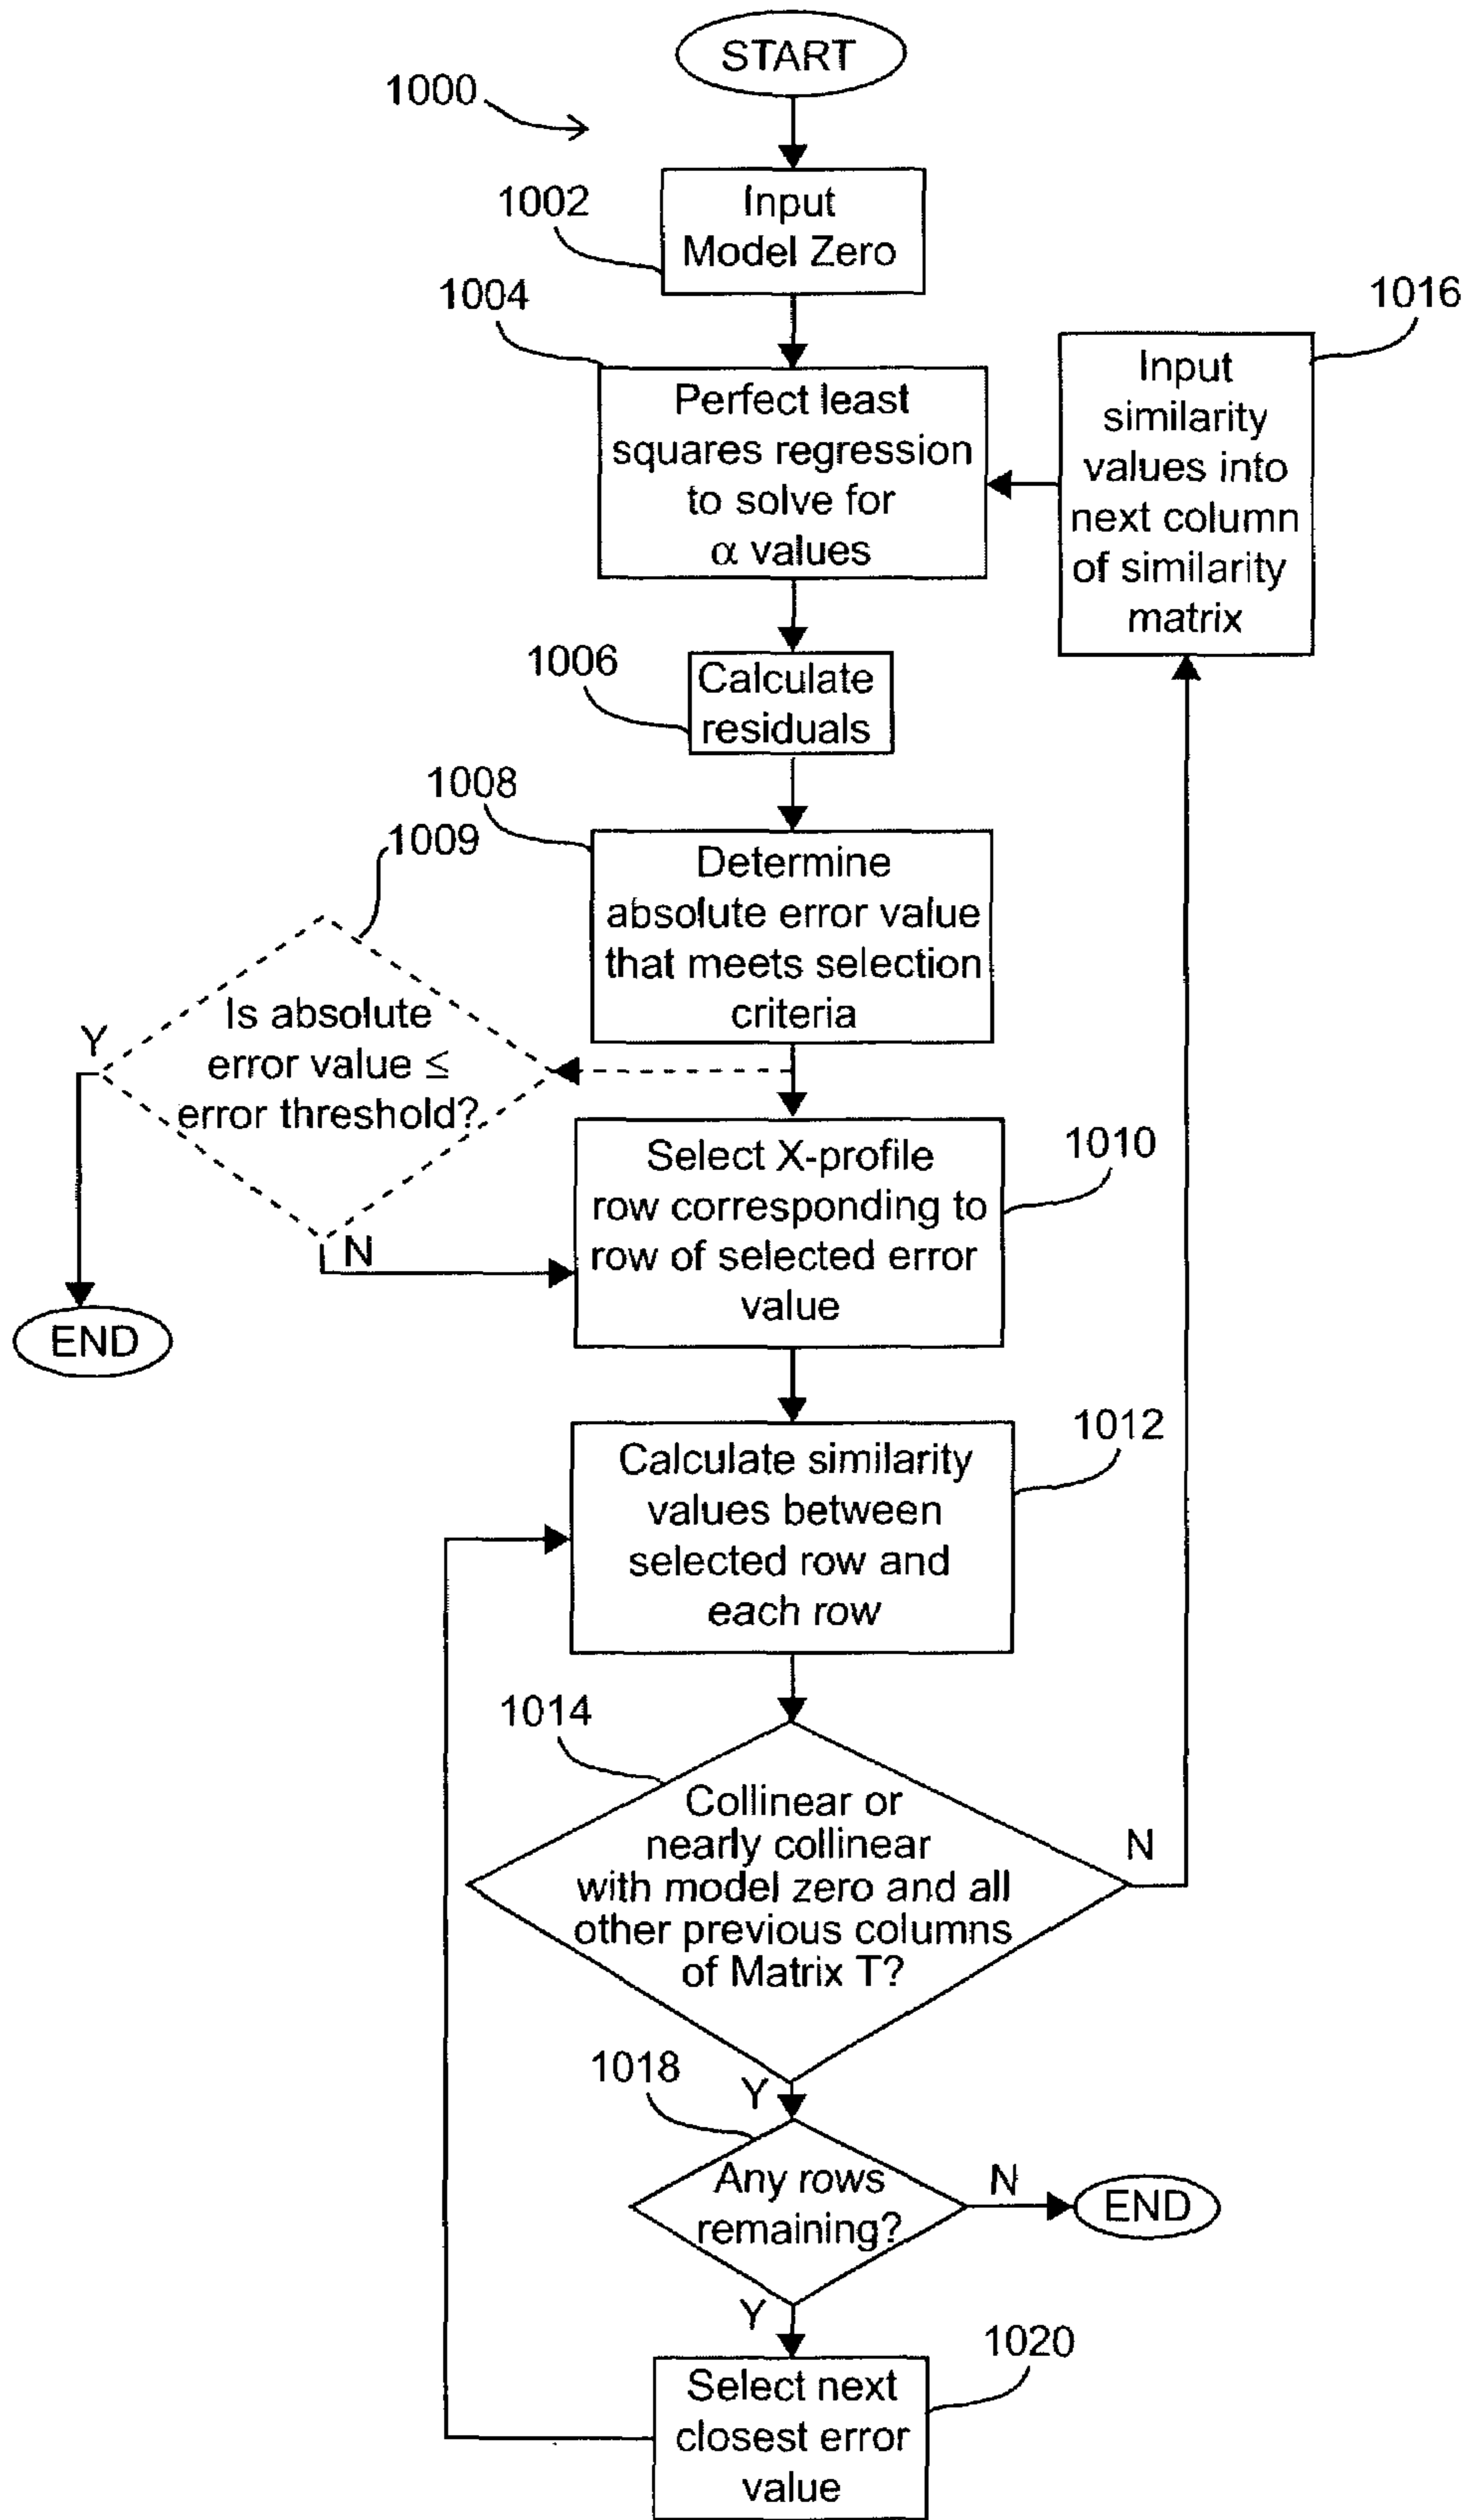 START
1000
1002
Input
Model Zero
1004
Perfect least
squares regression
to solve for
α values
1016
Input
similarity
values into
next column
of similarity
matrix
1006
Calculate
residuals
1008
Determine
absolute error value
that meets selection
criteria
1009
Is absolute
error value ≤
error threshold?
Y
N
END
1010
Select X-profile
row corresponding to
row of selected error
value
1012
Calculate similarity
values between
selected row and
each row
1014
Collinear or
nearly collinear
with model zero and all
other previous columns
of Matrix T?
N
Y
1018
Any rows
remaining?
N
END
Y
1020
Select next
closest error
value